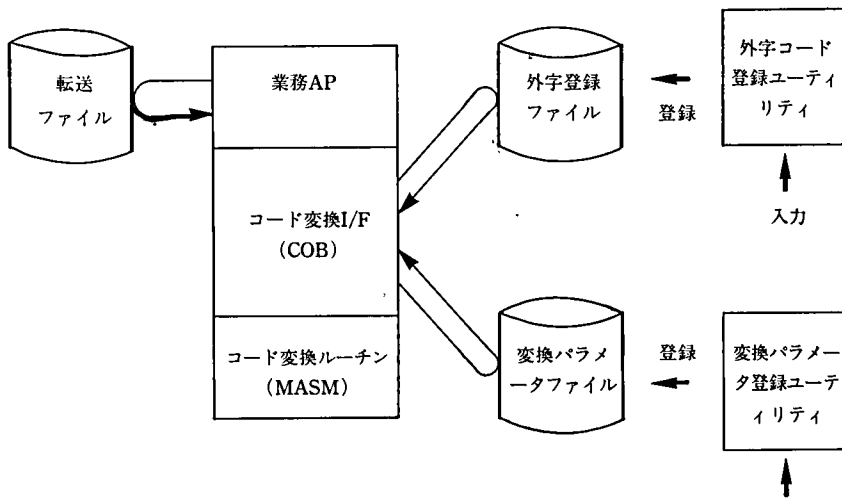 転送
ファイル
業務AP
コード変換I/F
(COB)
コード変換ルーチン
(MASM)
外字登録
ファイル
登録
外字コード
登録ユーティ
リティ
入力
変換パラメ
ータファイル
登録
変換パラメー
タ登録ユーテ
ィリティ